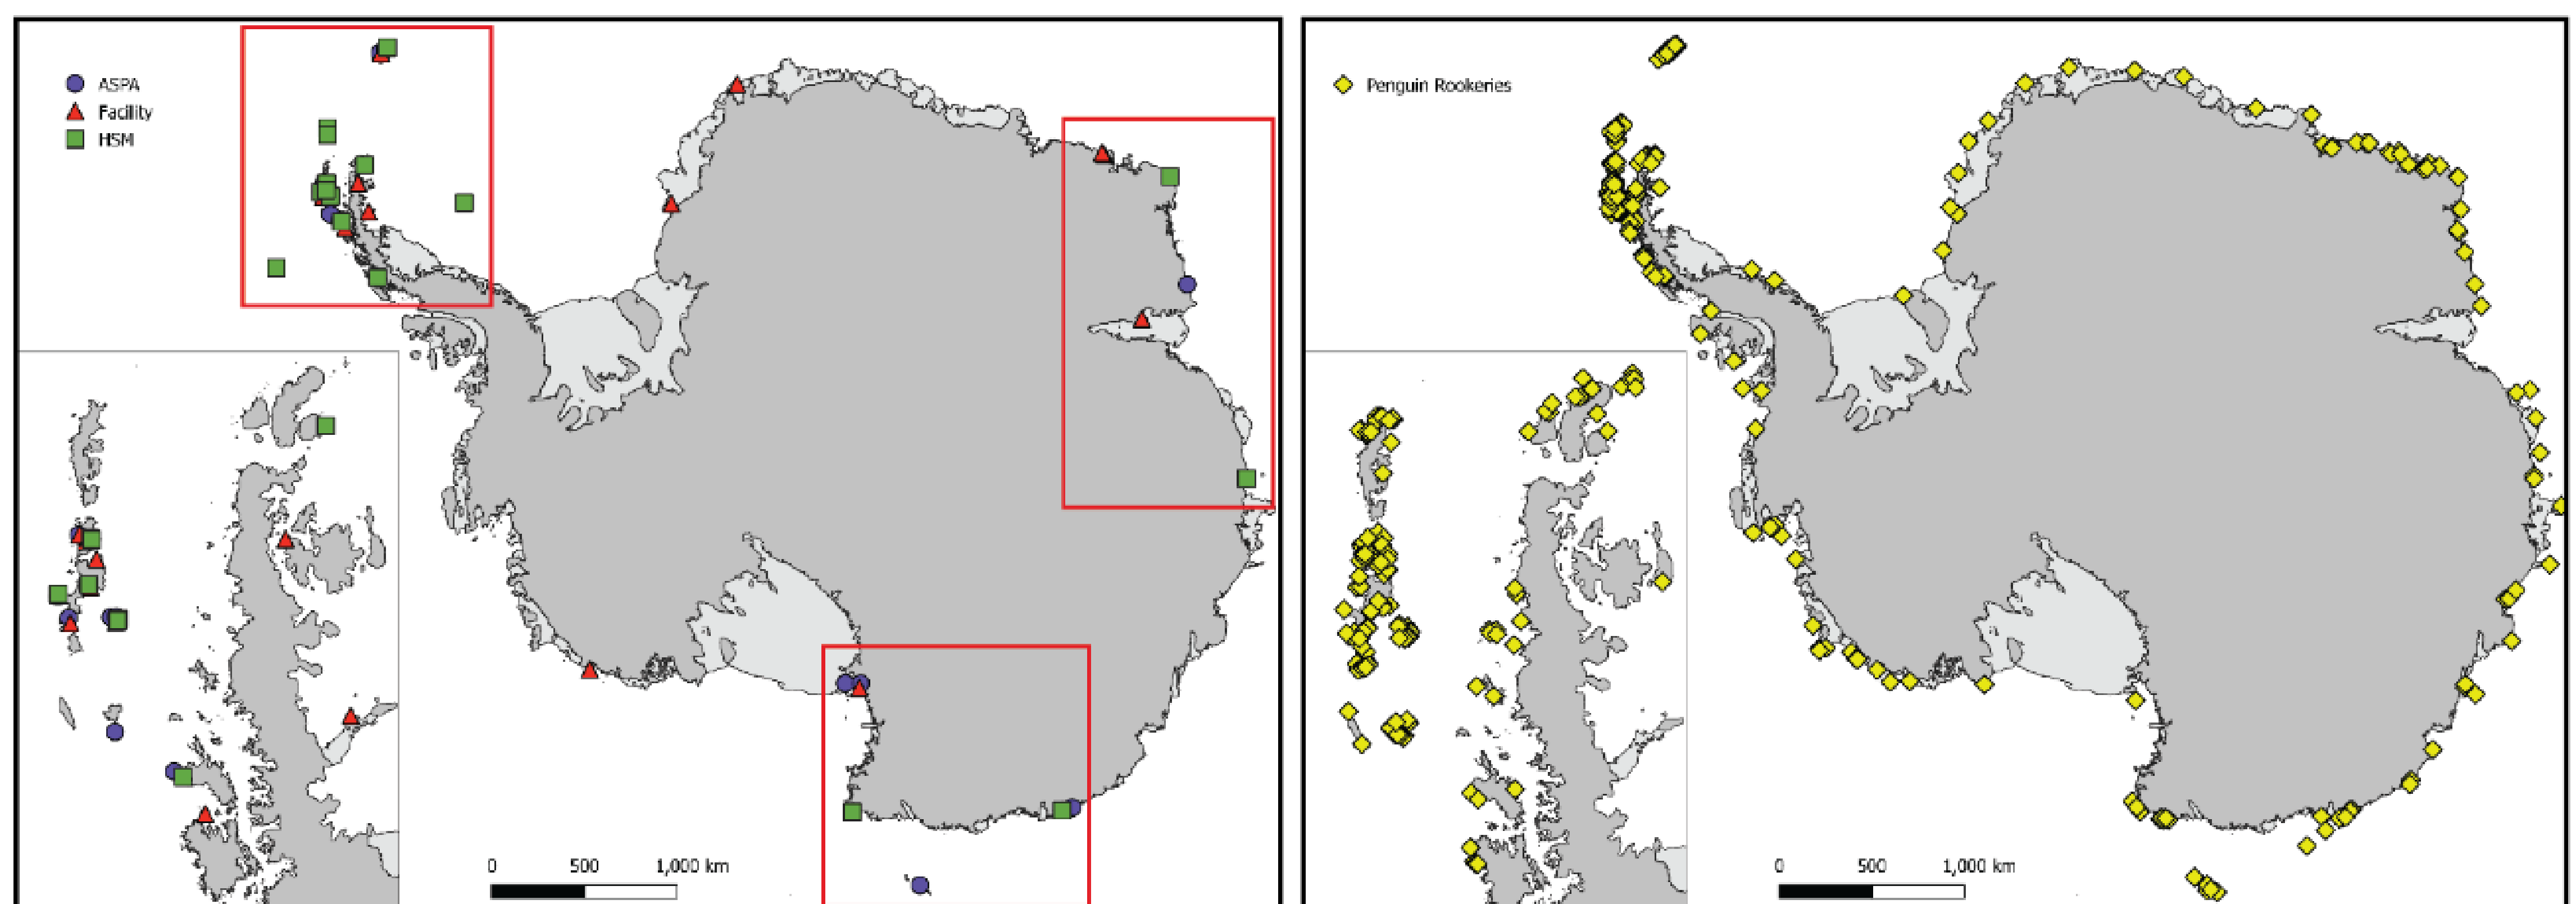 ASPA
Facility
HSM
0 500 1,000 km
Penguin Rookeries
0 500 1,000 km